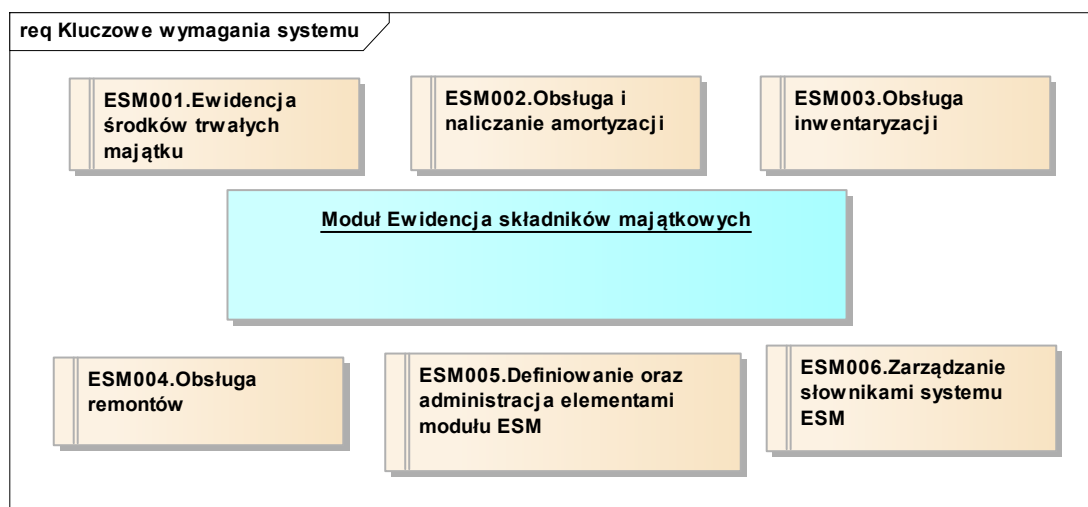 req Kluczowe wymagania systemu
ESM001.Ewidencja
środków trwałych
majątku
ESM002.Obsługa i
naliczanie amortyzacji
ESM003.Obsługa
inwentaryzacji
Moduł Ewidencja składników majątkowych
ESM004.Obsługa
remontów
ESM005.Definiowanie oraz
administracja elementami
modułu ESM
ESM006.Zarządzanie
słownikami systemu
ESM